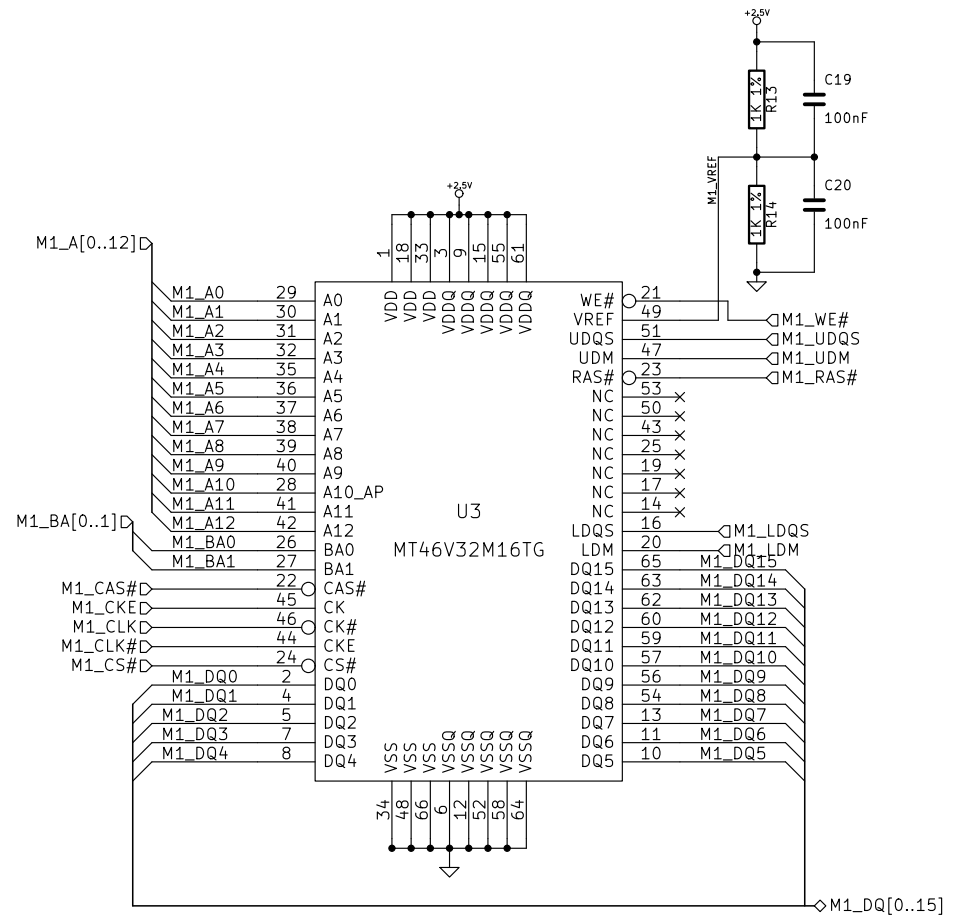 +2,5V
C19
1K 1%
R13
100nF
M1_VREF
C20
1K 1%
R14
100nF
+2,5V
M1_A[0..12]
1 18 33 3 9 15 55 61
VDD VDD VDD VDDQ VDDQ VDDQ VDDQ VDDQ
M1_A0 29 A0 WE# 21
M1_A1 30 A1 VREF 49 M1_WE#
M1_A2 31 A2 UDQS 51 M1_UDQS
M1_A3 32 A3 UDM 47 M1_UDM
M1_A4 35 A4 RAS# 23 M1_RAS#
M1_A5 36 A5 NC 53
M1_A6 37 A6 NC 50
M1_A7 38 A7 NC 43
M1_A8 39 A8 NC 25
M1_A9 40 A9 NC 19
M1_A10 28 A10_AP NC 17
M1_A11 41 A11 NC 14
U3
M1_BA[0..1]
M1_A12 42 A12 LDQS 16 M1_LDQS
M1_BA0 26 BA0 LDM 20 M1_LDM
MT46V32M16TG
M1_BA1 27 BA1 DQ15 65 M1_DQ15
M1_CAS# 22 CAS# DQ14 63 M1_DQ14
M1_CKE 45 CK DQ13 62 M1_DQ13
M1_CLK 46 CK# DQ12 60 M1_DQ12
M1_CLK# 44 CKE DQ11 59 M1_DQ11
M1_CS# 24 CS# DQ10 57 M1_DQ10
M1_DQ0 2 DQ0 DQ9 56 M1_DQ9
M1_DQ1 4 DQ1 DQ8 54 M1_DQ8
M1_DQ2 5 DQ2 DQ7 13 M1_DQ7
M1_DQ3 7 DQ3 DQ6 11 M1_DQ6
M1_DQ4 8 DQ4 DQ5 10 M1_DQ5
VSS VSS VSS VSSQ VSSQ VSSQ VSSQ VSSQ
34 48 66 6 12 52 58 64
M1_DQ[0..15]